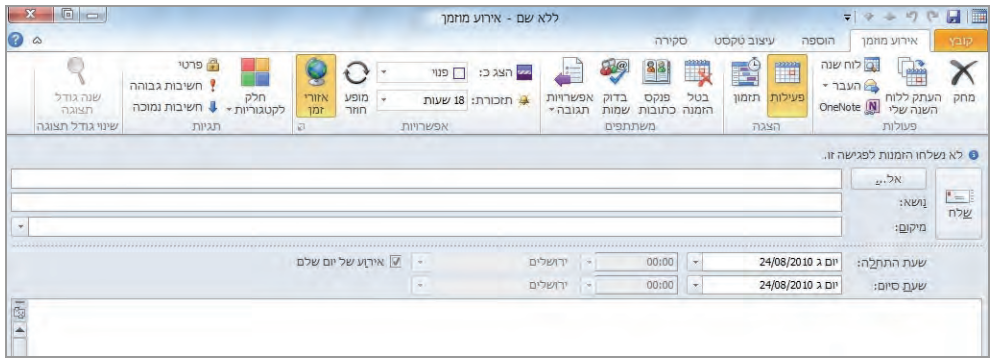 ללא שם - אירוע מוזמן
קובץ אירוע מוזמן הוספה עיצוב טקסט סקירה
מחק
העתק ללוח השנה שלי
לוח שנה
העבר
OneNote
פעולות
פעילות
תזמון
הצגה
בטל הזמנה
פנקס כתובות
בדוק שמות
אפשרויות תגובה
משתתפים
הצג כ: פנוי
תזכורת: 18 שעות
מופע חוזר
אזורי זמן
אפשרויות
חלק לקטגוריות
פרטי
חשיבות גבוהה
חשיבות נמוכה
תגיות
שנה גודל תצוגה
שינוי גודל תצוגה
לא נשלחו הזמנות לפגישה זו.
שלח
אל...
נושא:
מיקום:
שעת התחלה: יום ג 24/08/2010 00:00 ירושלים אירוע של יום שלם
שעת סיום: יום ג 24/08/2010 00:00 ירושלים